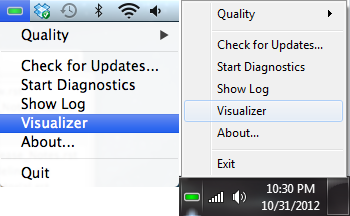 Quality
Check for Updates...
Start Diagnostics
Show Log
Visualizer
About...
Quit
Quality
Check for Updates...
Start Diagnostics
Show Log
Visualizer
About...
Exit
10:30 PM
10/31/2012